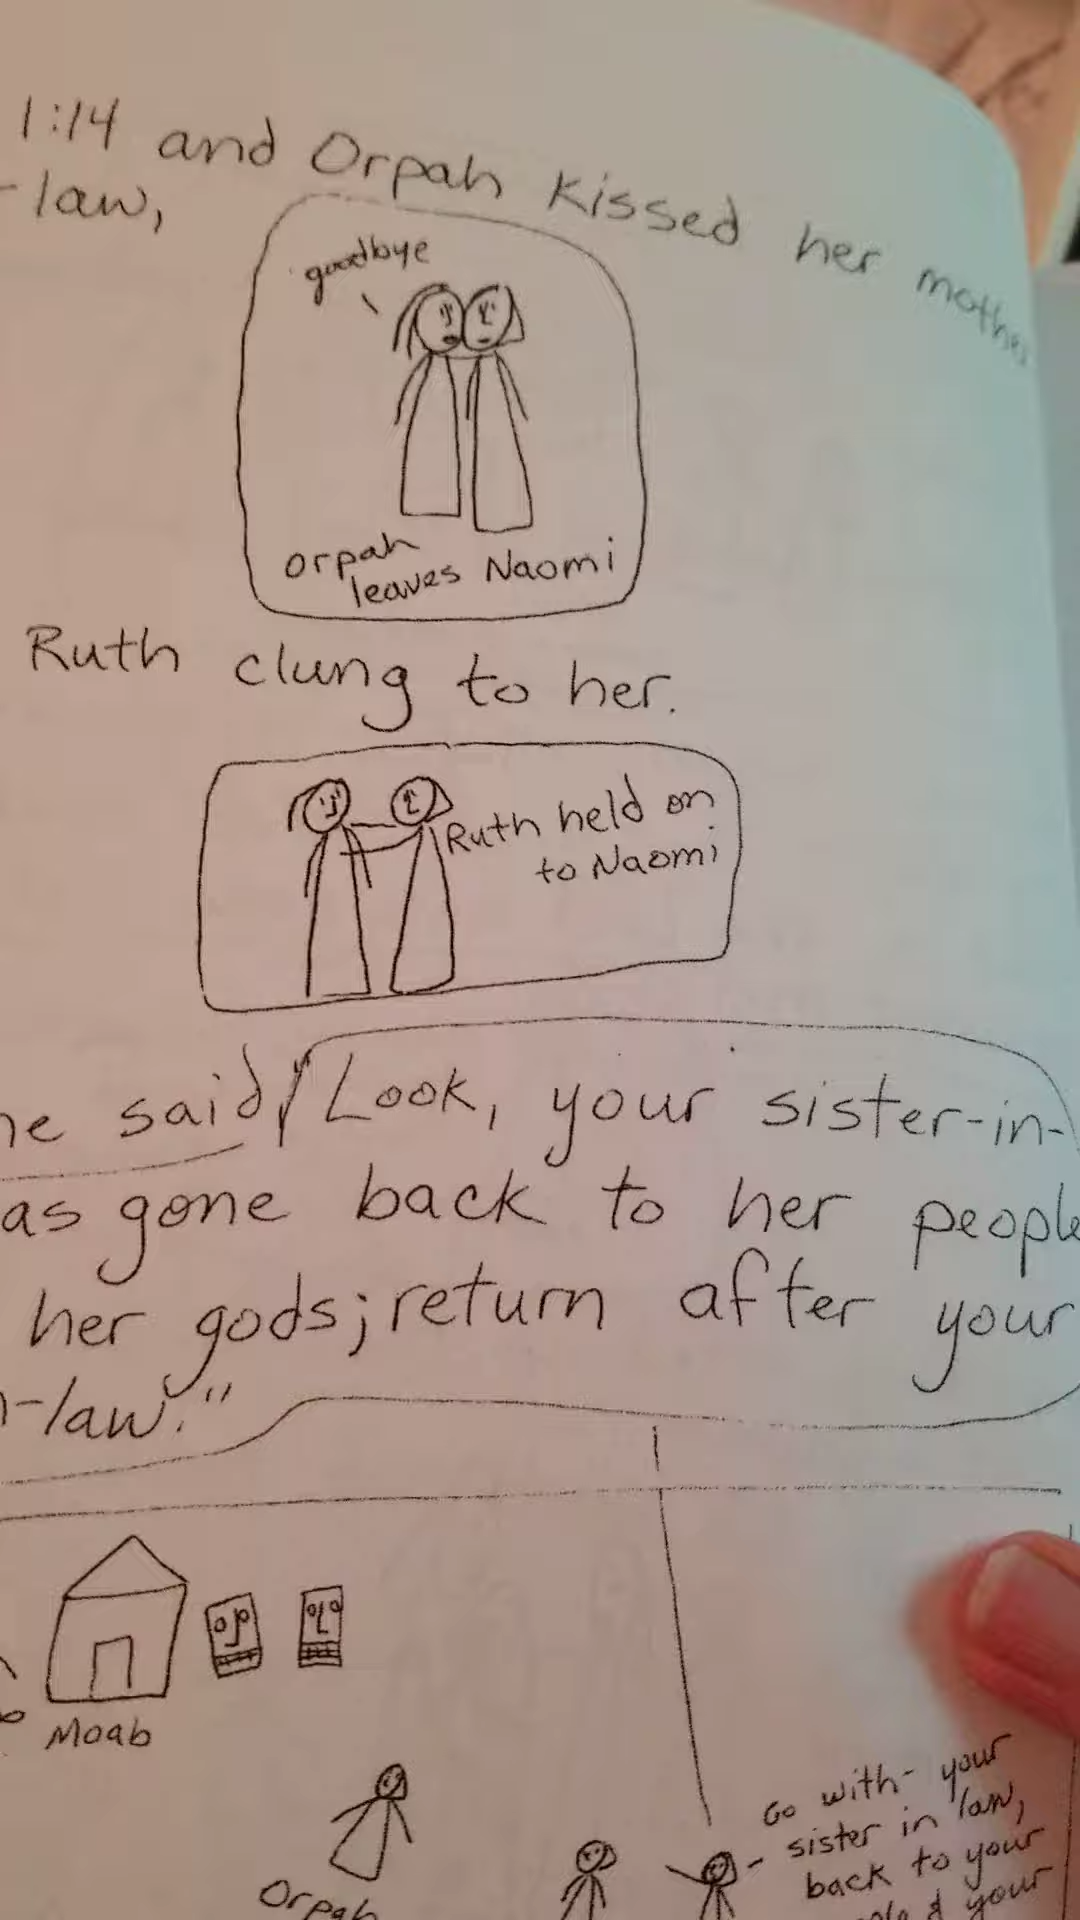 1:14 and Orpah kissed her mother
-law,
goodbye
orpah
leaves Naomi
Ruth clung to her.
Ruth held on
to Naomi
said, "Look, your sister-in-
gone back to her people
her gods; return after your
-law."
Moab
Orpah
Go with your
sister in law,
back to your
& your